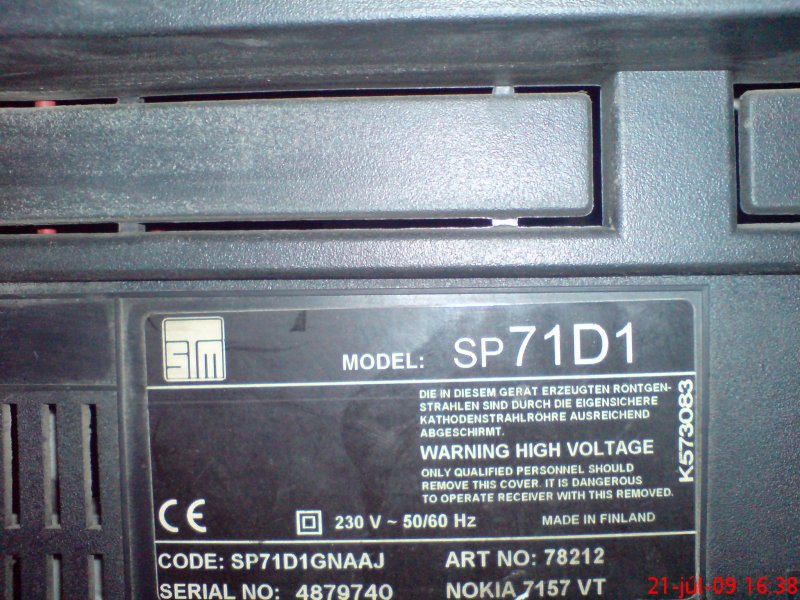 STM
MODEL: SP71D1
DIE IN DIESEM GERÄT ERZEUGTEN RÖNTGEN-
STRAHLEN SIND DURCH DIE EIGENSICHERE
KATHODENSTRAHLRÖHRE AUSREICHEND
ABGESCHIRMT.
WARNING HIGH VOLTAGE
ONLY QUALIFIED PERSONNEL SHOULD
REMOVE THIS COVER. IT IS DANGEROUS
TO OPERATE RECEIVER WITH THIS REMOVED.
K573083
CE
230 V ~ 50/60 Hz
MADE IN FINLAND
CODE: SP71D1GNAAJ
ART NO: 78212
SERIAL NO: 4879740
NOKIA 7157 VT
21-júl-09 16:38